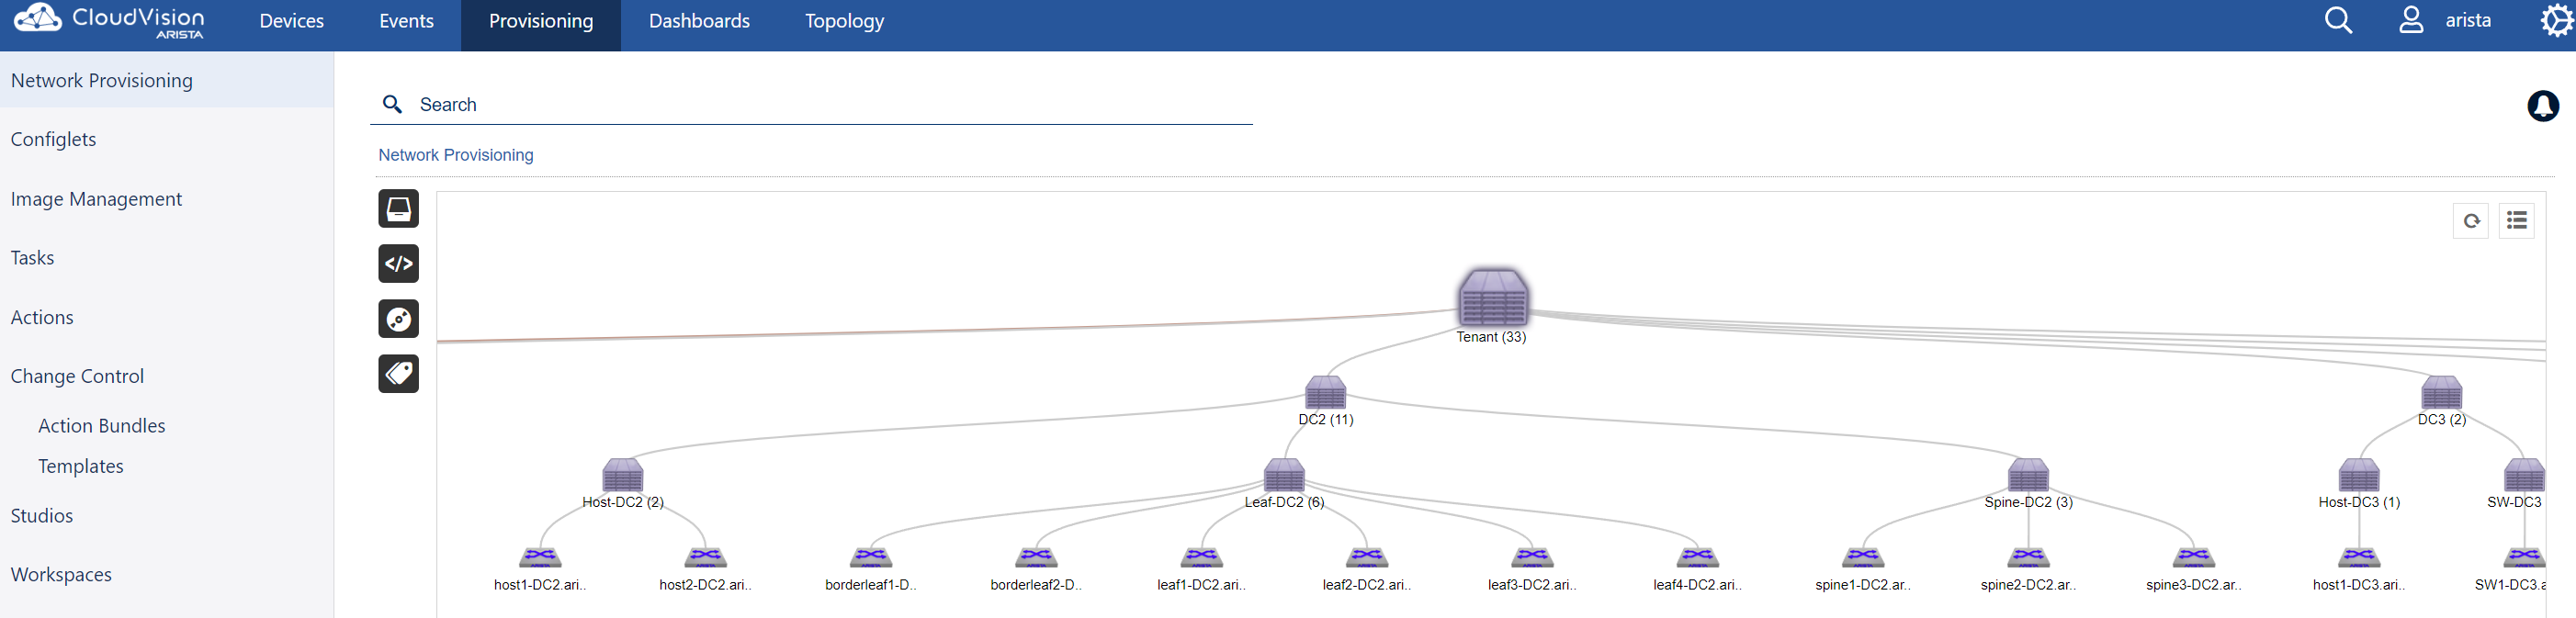 CloudVision
ARISTA
Devices Events Provisioning Dashboards Topology arista
Network Provisioning
Configlets
Image Management
Tasks
Actions
Change Control
Action Bundles
Templates
Studios
Workspaces
Search
Network Provisioning
</>
Tenant (33)
DC2 (11) DC3 (2)
Host-DC2 (2) Leaf-DC2 (6) Spine-DC2 (3) Host-DC3 (1) SW-DC3
host1-DC2.ari.. host2-DC2.ari.. borderleaf1-D.. borderleaf2-D.. leaf1-DC2.ari.. leaf2-DC2.ari.. leaf3-DC2.ari.. leaf4-DC2.ari.. spine1-DC2.ar.. spine2-DC2.ar.. spine3-DC2.ar.. host1-DC3.ari.. SW1-DC3.a